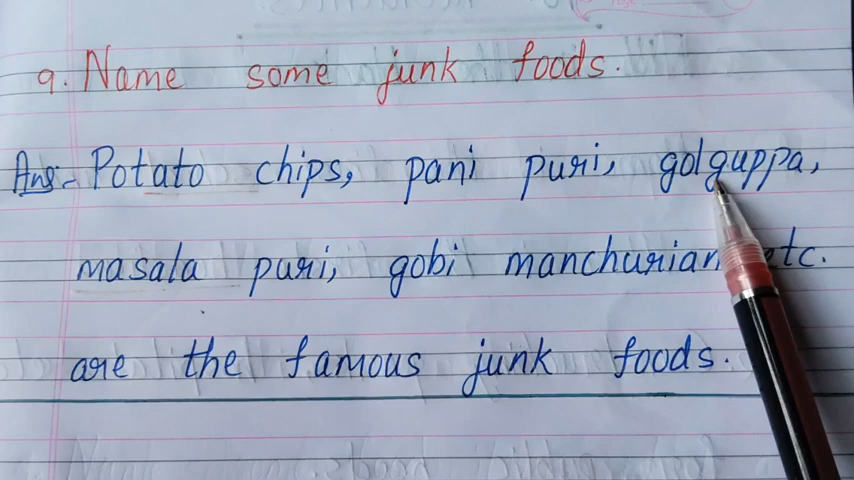 9. Name some junk foods.
Ans - Potato chips, pani puri, golguppa,
masala puri, gobi manchurian etc.
are the famous junk foods.